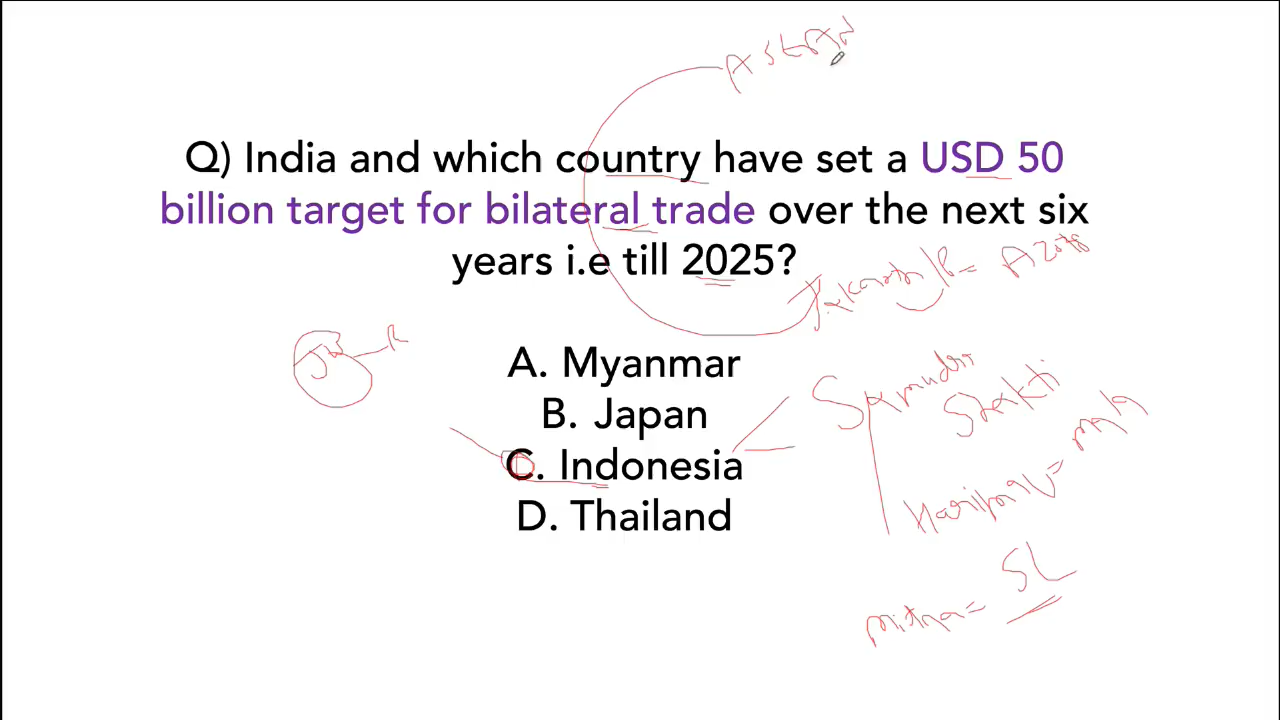 ASEAN
Q) India and which country have set a USD 50
billion target for bilateral trade over the next six
years i.e till 2025?
A. Myanmar
B. Japan
C. Indonesia
D. Thailand
Samudra
Shakti
Mitra = SL